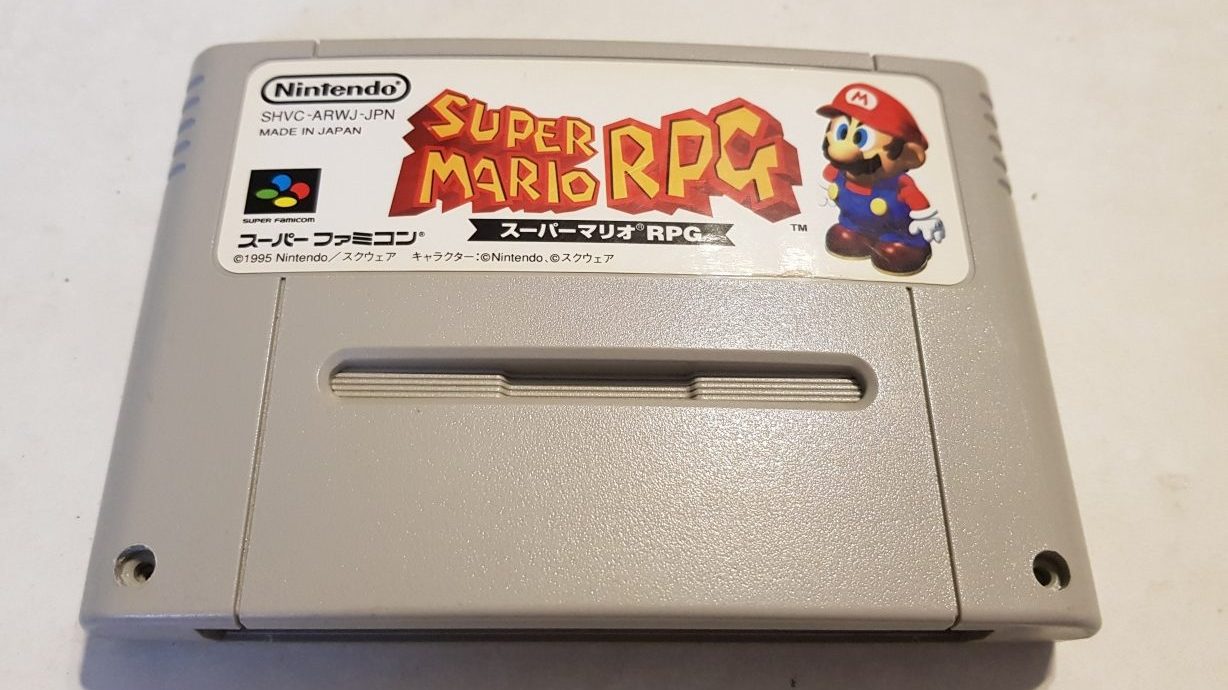 Nintendo®
SHVC-ARWJ-JPN
MADE IN JAPAN
SUPER FAMICOM
スーパーファミコン®
©1995 Nintendo／スクウェア キャラクター：©Nintendo、©スクウェア
SUPER
MARIO RPG
スーパーマリオ®RPG
TM
M